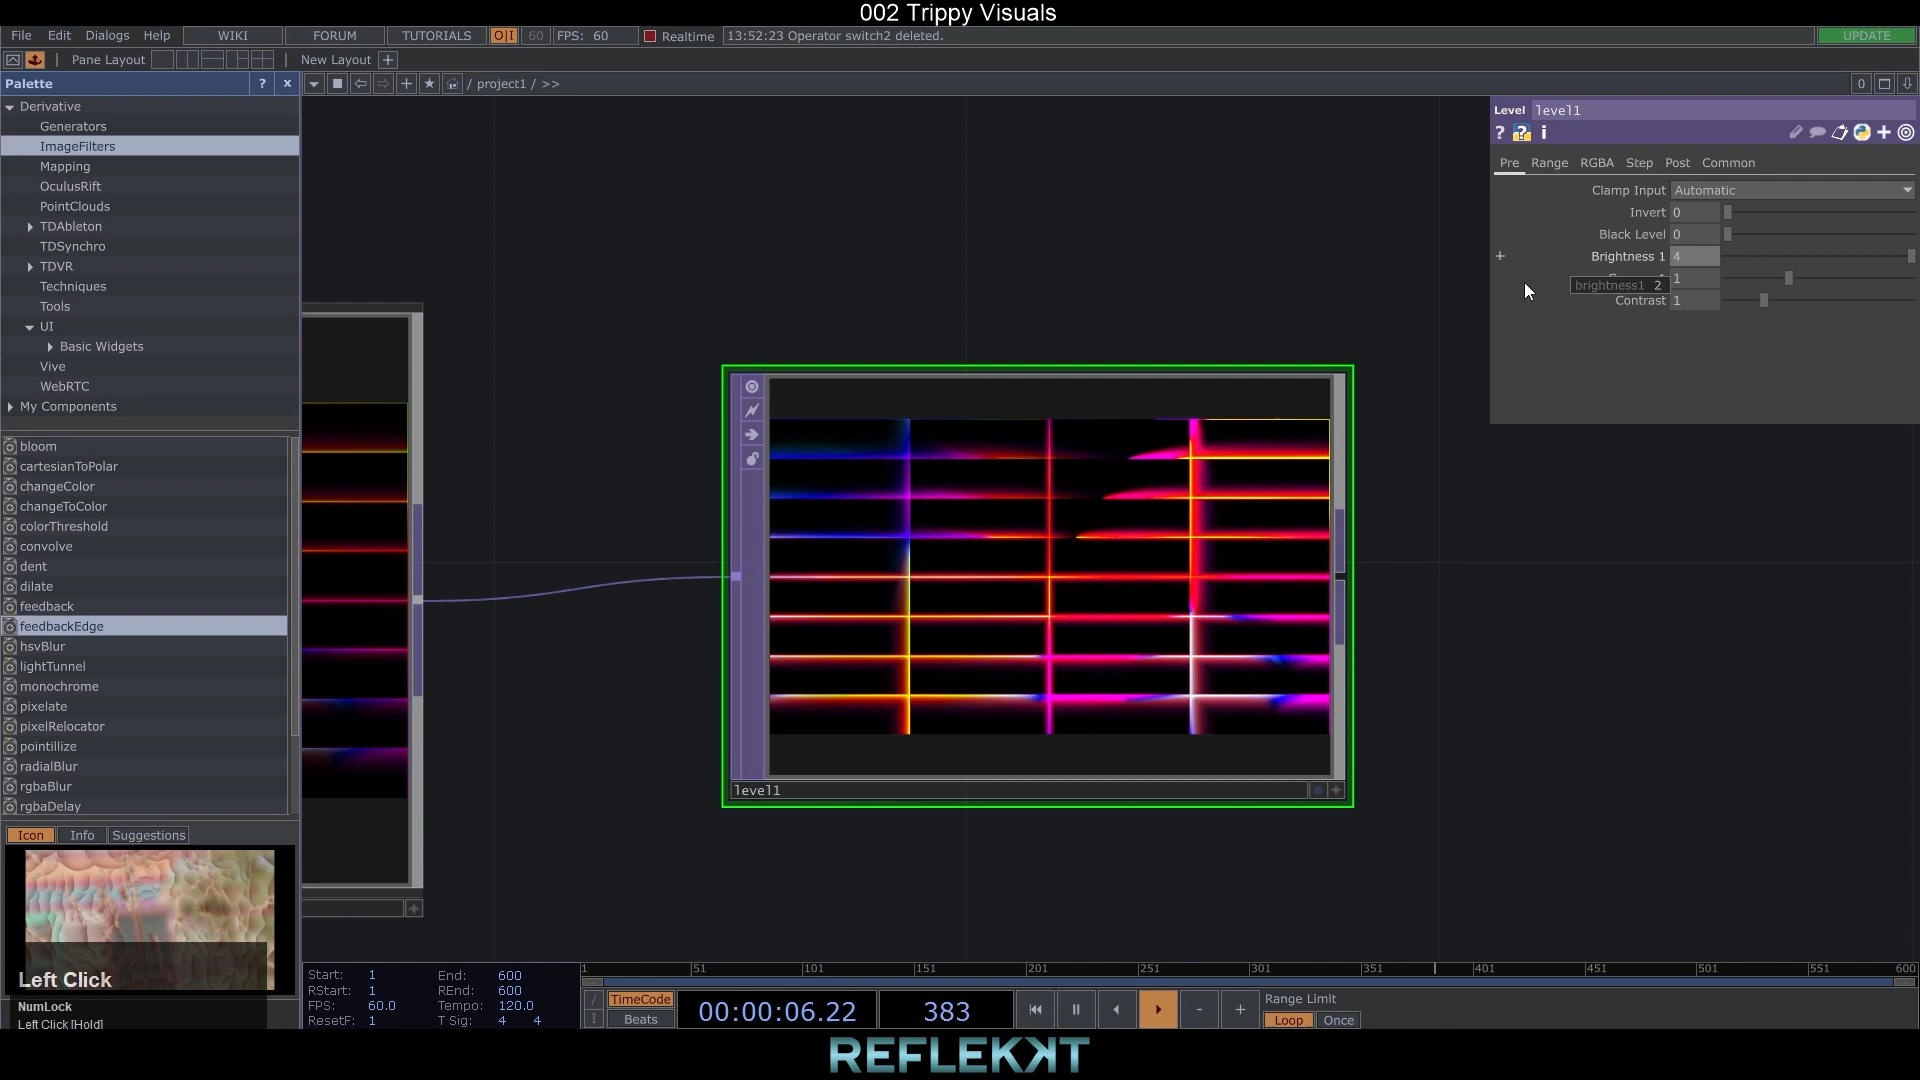 002 Trippy Visuals
File Edit Dialogs Help WIKI FORUM TUTORIALS O|I 60 FPS: 60 Realtime 13:52:23 Operator switch2 deleted. UPDATE
Pane Layout New Layout +
Palette ? x / project1 / >> 0
Derivative
Generators
ImageFilters
Mapping
OculusRift
PointClouds
TDAbleton
TDSynchro
TDVR
Techniques
Tools
UI
Basic Widgets
Vive
WebRTC
My Components
bloom
cartesianToPolar
changeColor
changeToColor
colorThreshold
convolve
dent
dilate
feedback
feedbackEdge
hsvBlur
lightTunnel
monochrome
pixelate
pixelRelocator
pointillize
radialBlur
rgbaBlur
rgbaDelay
Icon Info Suggestions
Left Click
NumLock
Left Click [Hold]
level1
Level level1
? ? i
Pre Range RGBA Step Post Common
Clamp Input Automatic
Invert 0
Black Level 0
+ Brightness 1 4
1
brightness1 2
Contrast 1
Start: 1 End: 600
RStart: 1 REnd: 600
FPS: 60.0 Tempo: 120.0
ResetF: 1 T Sig: 4 4
1 51 101 151 201 251 301 351 401 451 501 551 600
TimeCode
Beats
00:00:06.22 383
- +
Range Limit
Loop Once
REFLEKKT